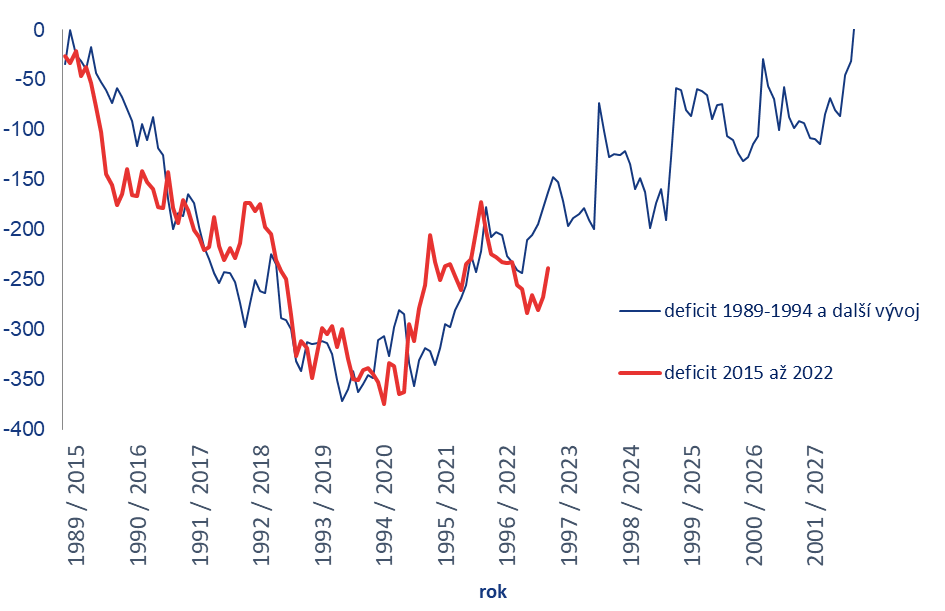 0
-50
-100
-150
-200
-250
-300
-350
-400
deficit 1989-1994 a další vývoj
deficit 2015 až 2022
1989 / 2015
1990 / 2016
1991 / 2017
1992 / 2018
1993 / 2019
1994 / 2020
1995 / 2021
1996 / 2022
1997 / 2023
1998 / 2024
1999 / 2025
2000 / 2026
2001 / 2027
rok